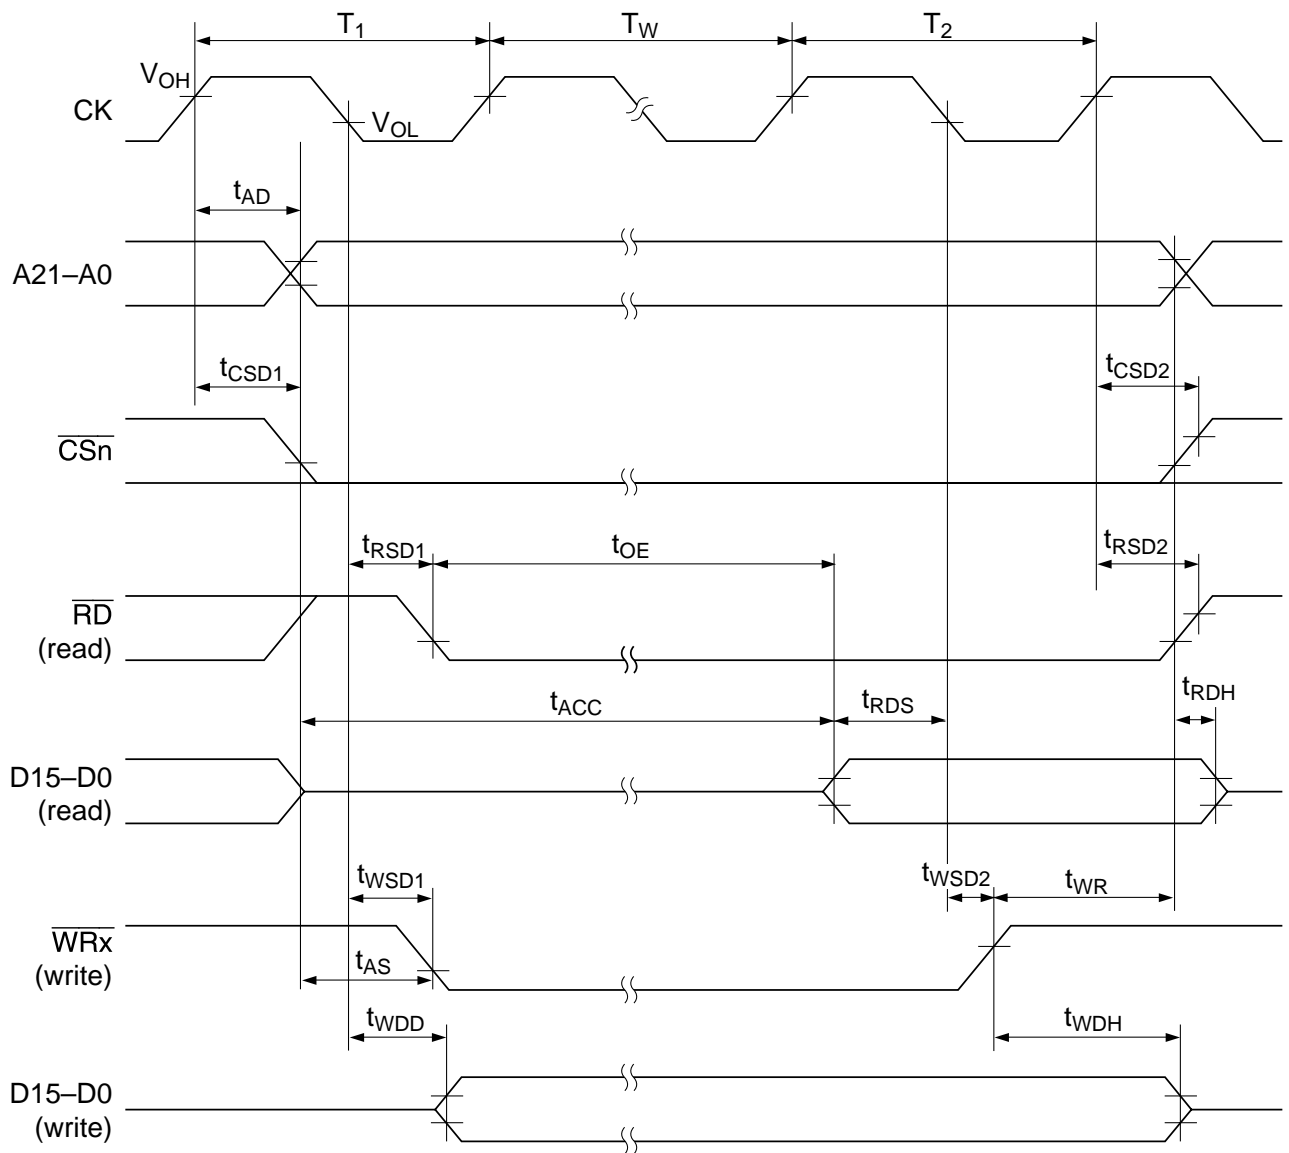 T1 TW T2
VOH
CK
VOL
tAD
A21–A0
tCSD1 tCSD2
CSn
tRSD1 tOE tRSD2
RD
(read)
tACC tRDS tRDH
D15–D0
(read)
tWSD1 tWSD2 tWR
WRx
(write)
tAS
tWDD tWDH
D15–D0
(write)